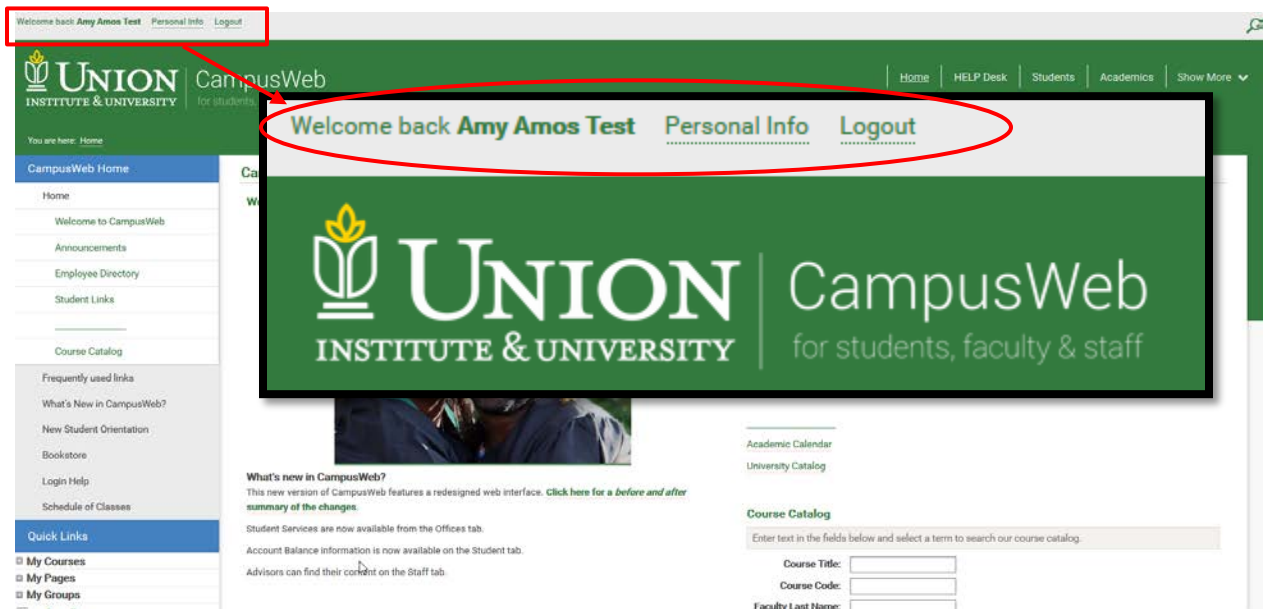 Welcome back Amy Amos Test Personal Info Logout
UNION
INSTITUTE & UNIVERSITY
CampusWeb
for students,
Home HELP Desk Students Academics Show More
You are here: Home
Welcome back Amy Amos Test Personal Info Logout
UNION
INSTITUTE & UNIVERSITY
CampusWeb
for students, faculty & staff
CampusWeb Home
Home
Welcome to CampusWeb
Announcements
Employee Directory
Student Links
Course Catalog
Frequently used links
What's New in CampusWeb?
New Student Orientation
Bookstore
Login Help
Schedule of Classes
Quick Links
My Courses
My Pages
My Groups
What's new in CampusWeb?
This new version of CampusWeb features a redesigned web interface. Click here for a before and after
summary of the changes.
Student Services are now available from the Offices tab.
Account Balance information is now available on the Student tab.
Advisors can find their content on the Staff tab.
Academic Calendar
University Catalog
Course Catalog
Enter text in the fields below and select a term to search our course catalog.
Course Title:
Course Code:
Faculty Last Name: